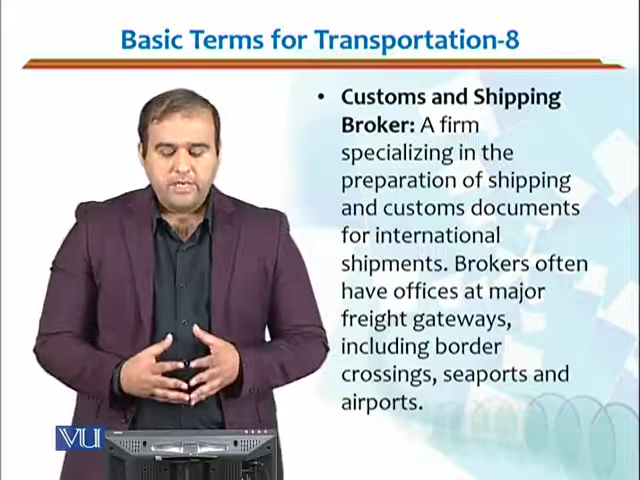 Basic Terms for Transportation-8
• Customs and Shipping
Broker: A firm
specializing in the
preparation of shipping
and customs documents
for international
shipments. Brokers often
have offices at major
freight gateways,
including border
crossings, seaports and
airports.
VU